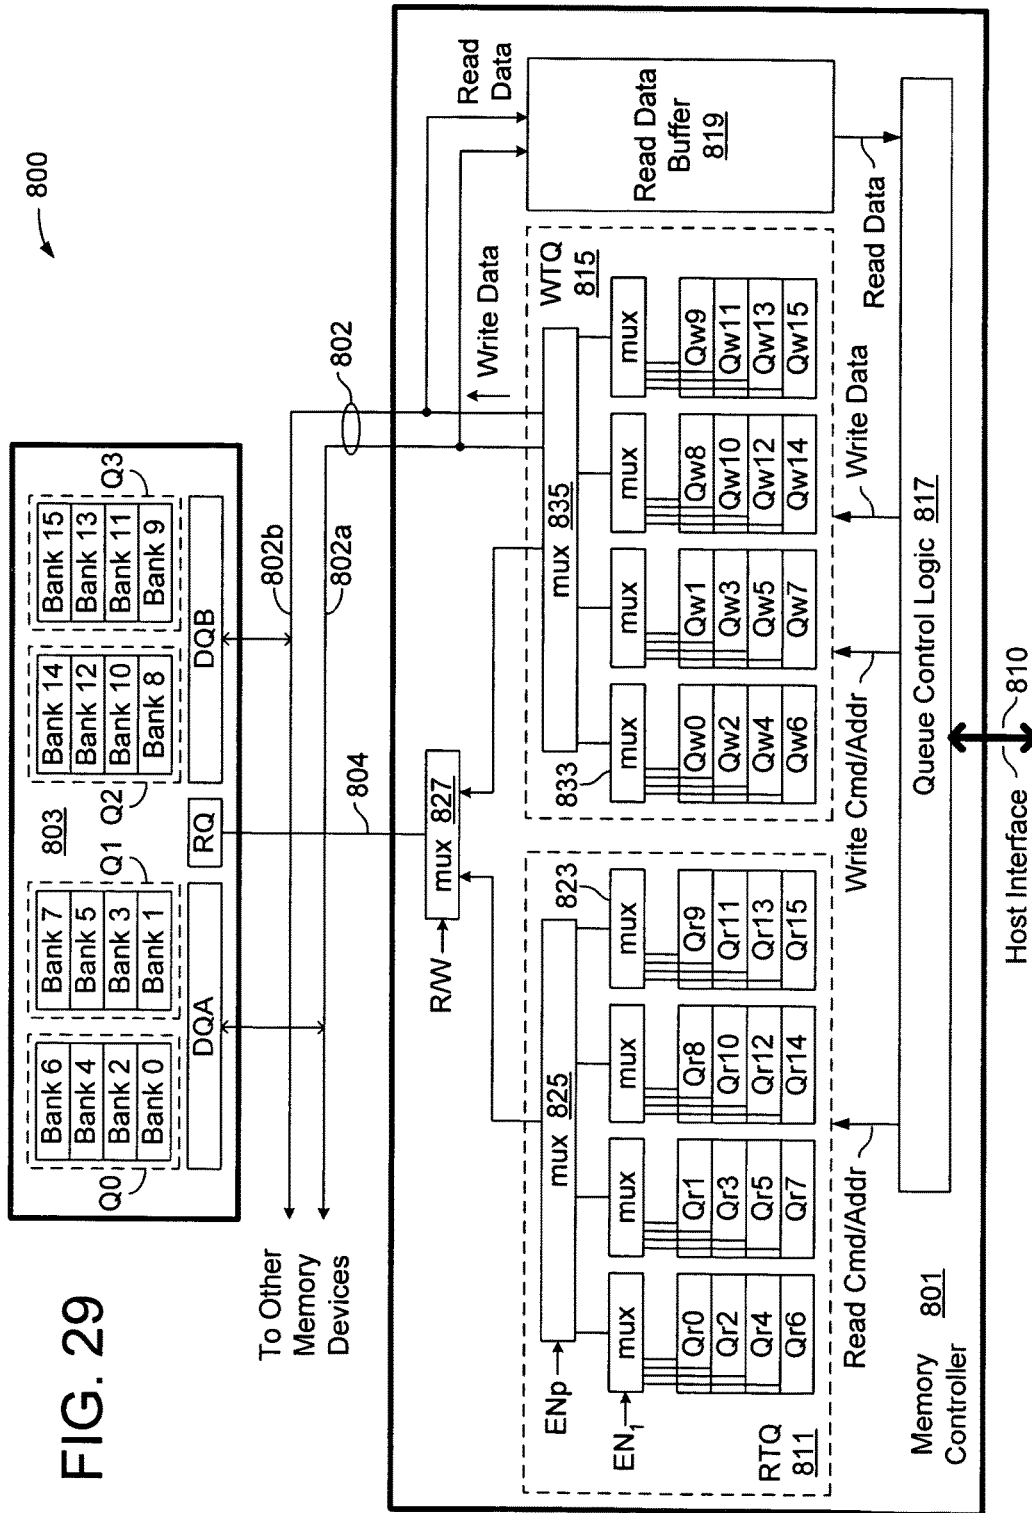 FIG. 29
800
Q0
Bank 6
Bank 4
Bank 2
Bank 0
Q1
Bank 7
Bank 5
Bank 3
Bank 1
803
Q2
Bank 14
Bank 12
Bank 10
Bank 8
Q3
Bank 15
Bank 13
Bank 11
Bank 9
DQA
RQ
DQB
To Other
Memory
Devices
802b
802a
802
804
R/W
mux 827
Write Data
Read
Data
ENp
mux 825
mux 835
WTQ
815
EN1
mux
mux
mux
mux
823
833
mux
mux
mux
mux
Qr0
Qr2
Qr4
Qr6
Qr1
Qr3
Qr5
Qr7
Qr8
Qr10
Qr12
Qr14
Qr9
Qr11
Qr13
Qr15
Qw0
Qw2
Qw4
Qw6
Qw1
Qw3
Qw5
Qw7
Qw8
Qw10
Qw12
Qw14
Qw9
Qw11
Qw13
Qw15
Read Data
Buffer
819
RTQ
811
Read Cmd/Addr
Write Cmd/Addr
Write Data
Read Data
Memory
Controller
801
Queue Control Logic 817
Host Interface
810